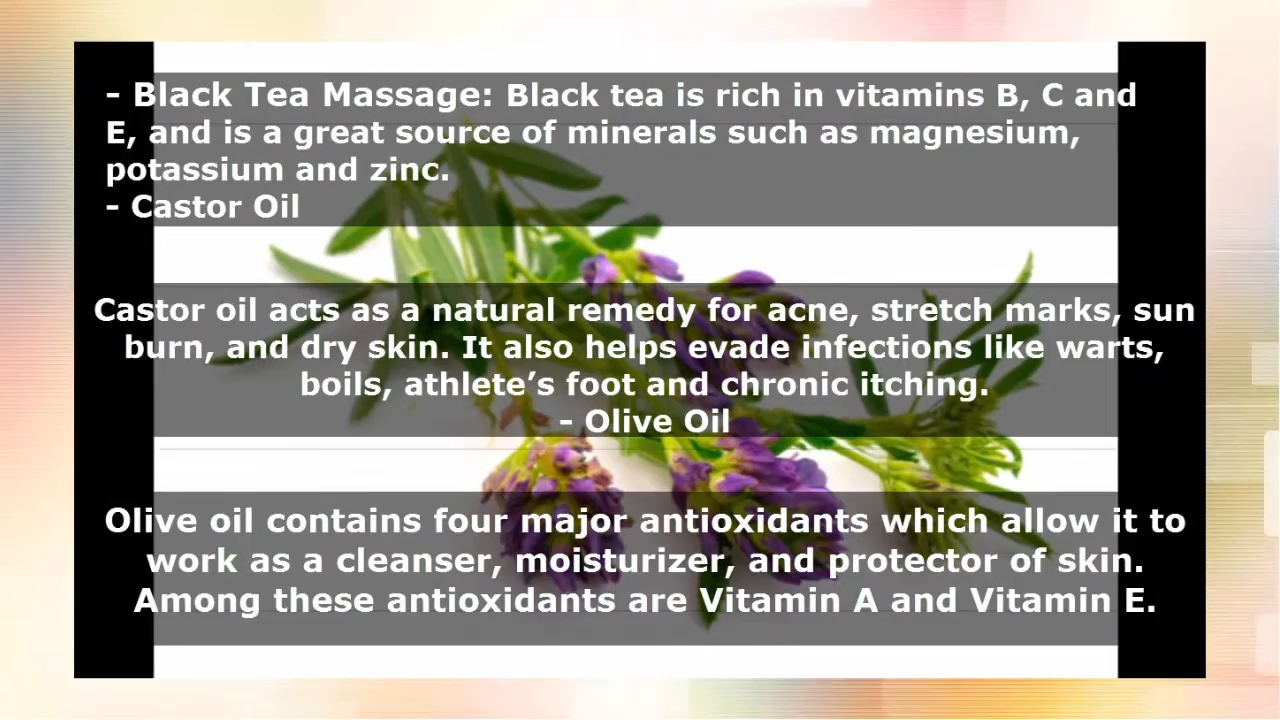 - Black Tea Massage: Black tea is rich in vitamins B, C and
E, and is a great source of minerals such as magnesium,
potassium and zinc.
- Castor Oil
Castor oil acts as a natural remedy for acne, stretch marks, sun
burn, and dry skin. It also helps evade infections like warts,
boils, athlete’s foot and chronic itching.
- Olive Oil
Olive oil contains four major antioxidants which allow it to
work as a cleanser, moisturizer, and protector of skin.
Among these antioxidants are Vitamin A and Vitamin E.